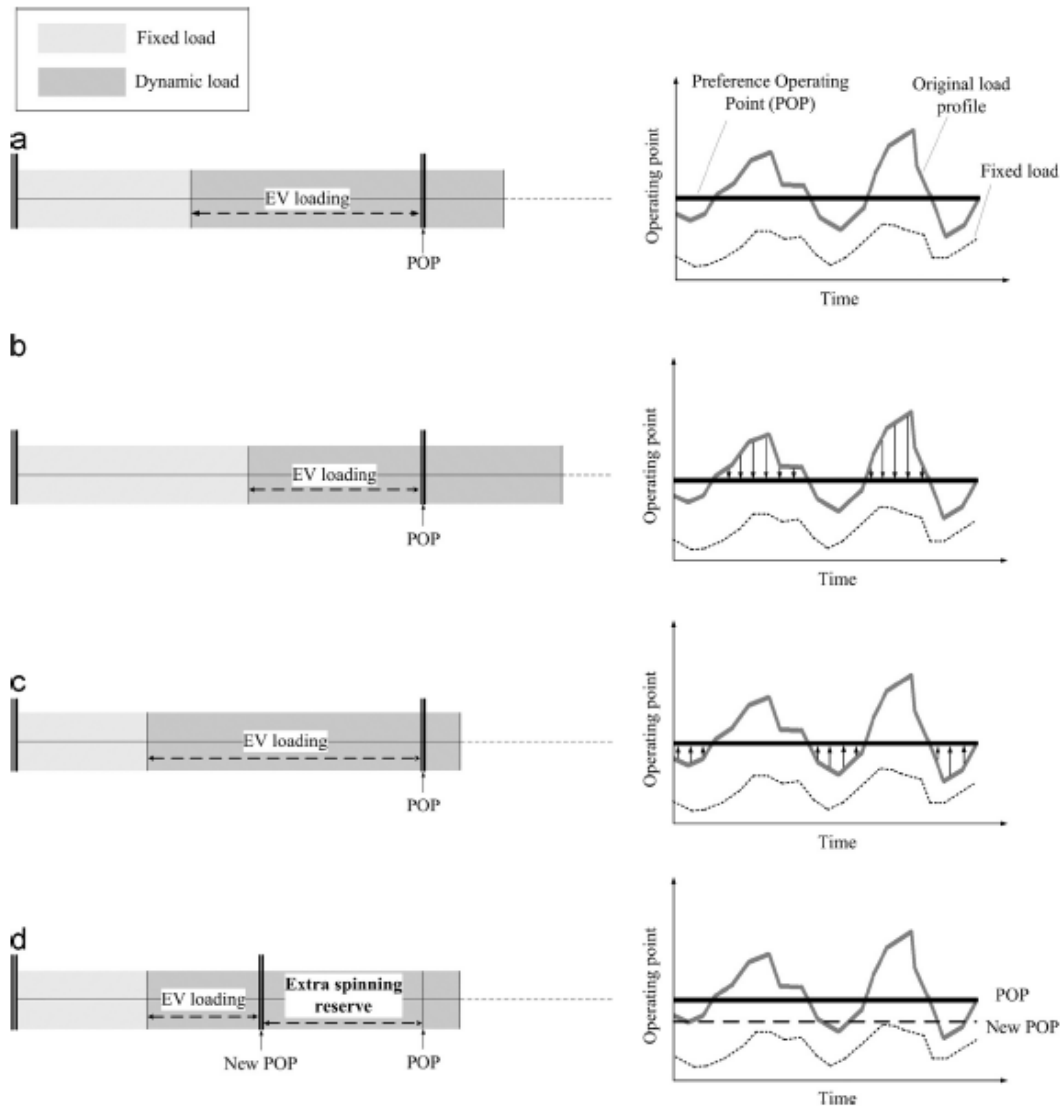 Fixed load
Dynamic load
a
EV loading
POP
Preference Operating
Point (POP)
Original load
profile
Fixed load
Operating point
Time
b
EV loading
POP
Operating point
Time
c
EV loading
POP
Operating point
Time
d
EV loading
Extra spinning
reserve
New POP
POP
Operating point
POP
New POP
Time